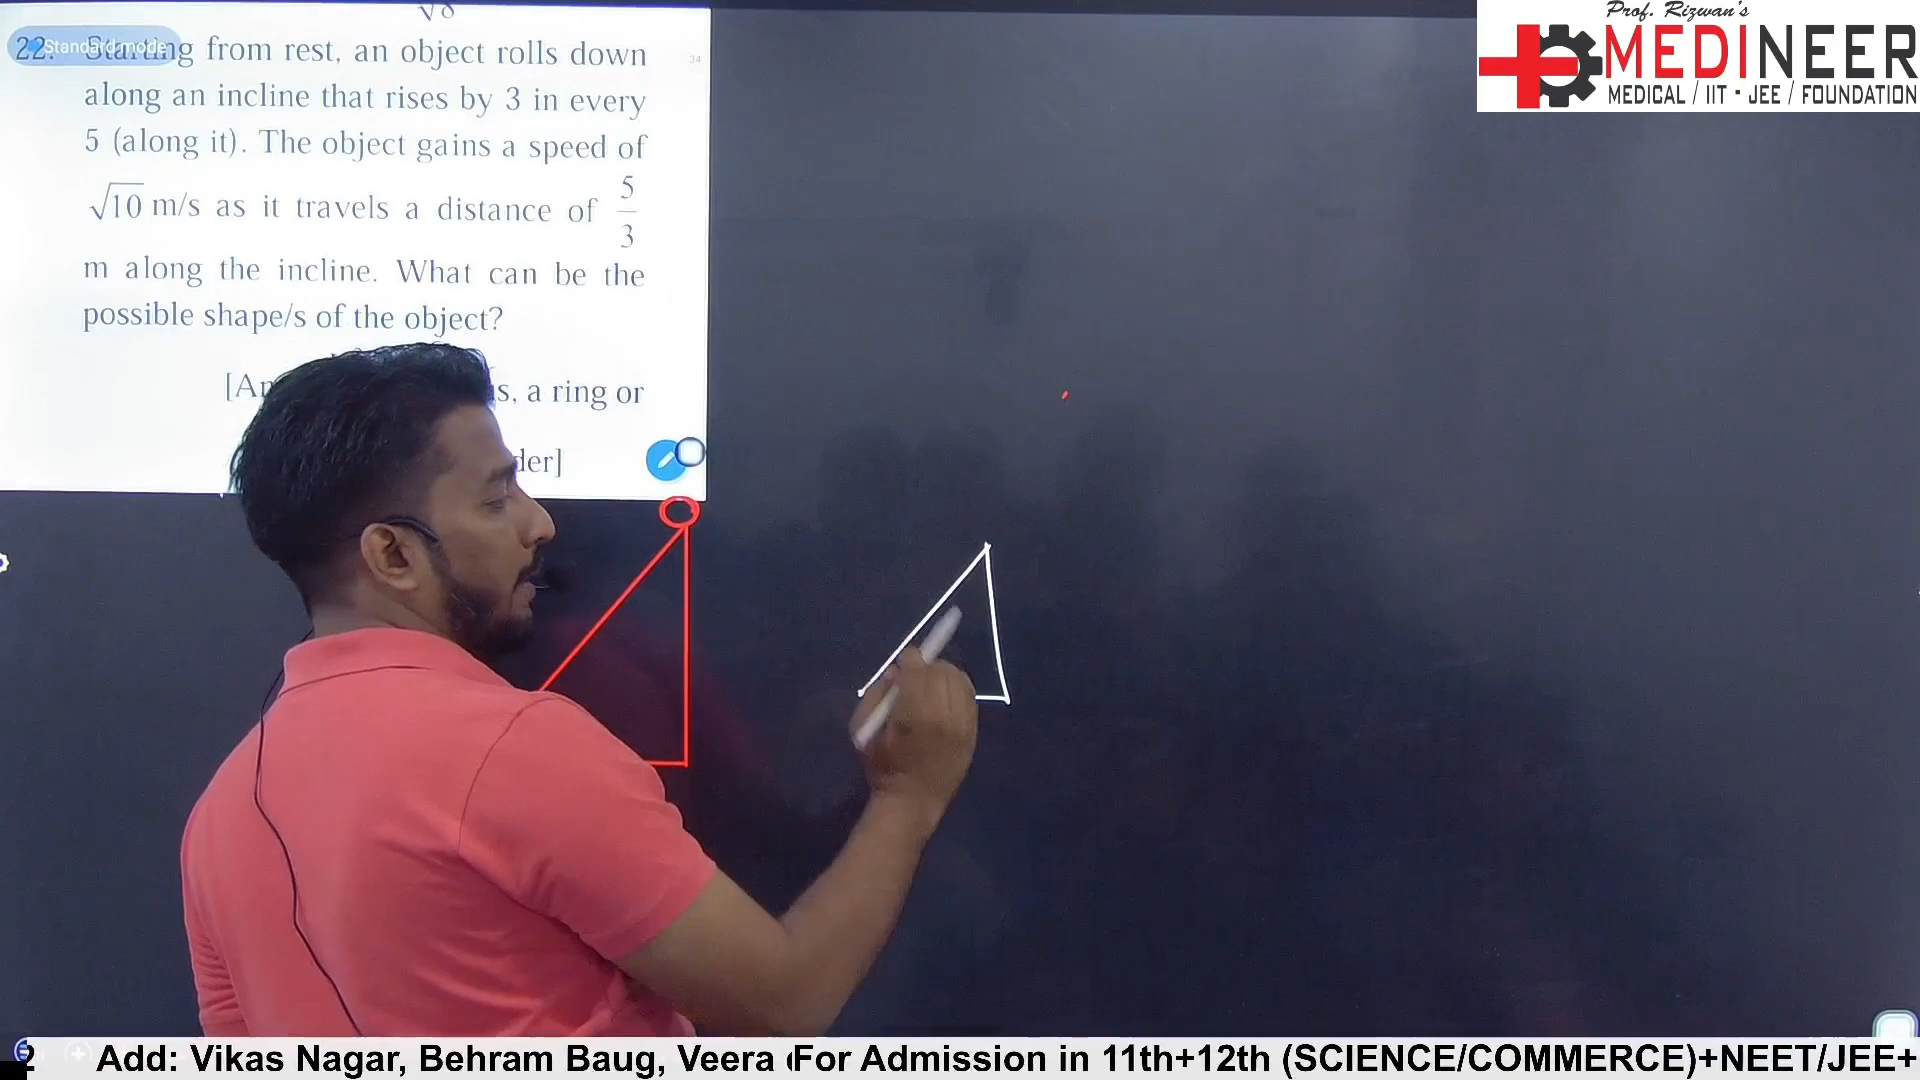 √8
Standard mode
22. Starting from rest, an object rolls down
along an incline that rises by 3 in every
5 (along it). The object gains a speed of
√10 m/s as it travels a distance of 5/3
m along the incline. What can be the
possible shape/s of the object?
s, a ring or
der]
34
Prof. Rizwan's
MEDINEER
MEDICAL / IIT - JEE / FOUNDATION
2 Add: Vikas Nagar, Behram Baug, Veera For Admission in 11th+12th (SCIENCE/COMMERCE)+NEET/JEE+